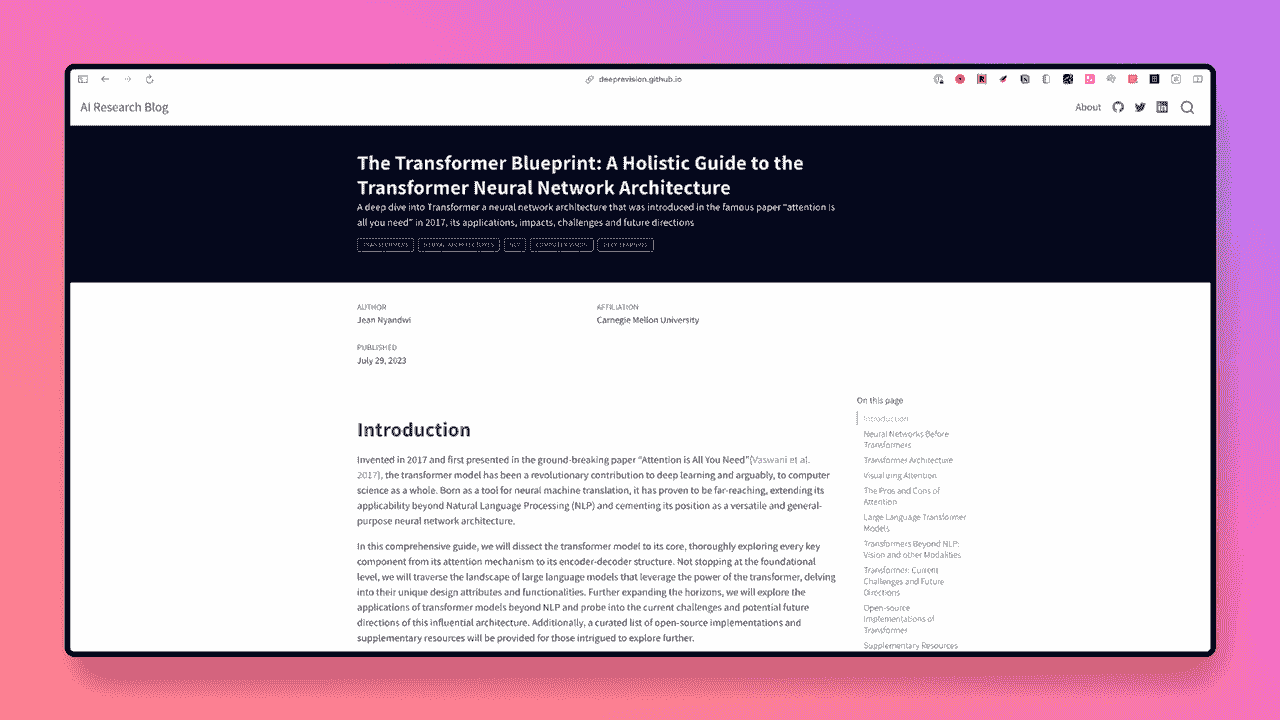 deeprevision.github.io
AI Research Blog
About
The Transformer Blueprint: A Holistic Guide to the
Transformer Neural Network Architecture
A deep dive into Transformer a neural network architecture that was introduced in the famous paper "attention is
all you need" in 2017, its applications, impacts, challenges and future directions
TRANSFORMERS
NEURAL ARCHITECTURES
NLP
COMPUTER VISION
DEEP LEARNING
AUTHOR
Jean Nyandwi
AFFILIATION
Carnegie Mellon University
PUBLISHED
July 29, 2023
Introduction
Invented in 2017 and first presented in the ground-breaking paper "Attention is All You Need"(Vaswani et al.
2017), the transformer model has been a revolutionary contribution to deep learning and arguably, to computer
science as a whole. Born as a tool for neural machine translation, it has proven to be far-reaching, extending its
applicability beyond Natural Language Processing (NLP) and cementing its position as a versatile and general-
purpose neural network architecture.
In this comprehensive guide, we will dissect the transformer model to its core, thoroughly exploring every key
component from its attention mechanism to its encoder-decoder structure. Not stopping at the foundational
level, we will traverse the landscape of large language models that leverage the power of the transformer, delving
into their unique design attributes and functionalities. Further expanding the horizons, we will explore the
applications of transformer models beyond NLP and probe into the current challenges and potential future
directions of this influential architecture. Additionally, a curated list of open-source implementations and
supplementary resources will be provided for those intrigued to explore further.
On this page
Introduction
Neural Networks Before
Transformers
Transformer Architecture
Visualizing Attention
The Pros and Cons of
Attention
Large Language Transformer
Models
Transformers Beyond NLP:
Vision and other Modalities
Transformer: Current
Challenges and Future
Directions
Open-source
Implementations of
Transformer
Supplementary Resources